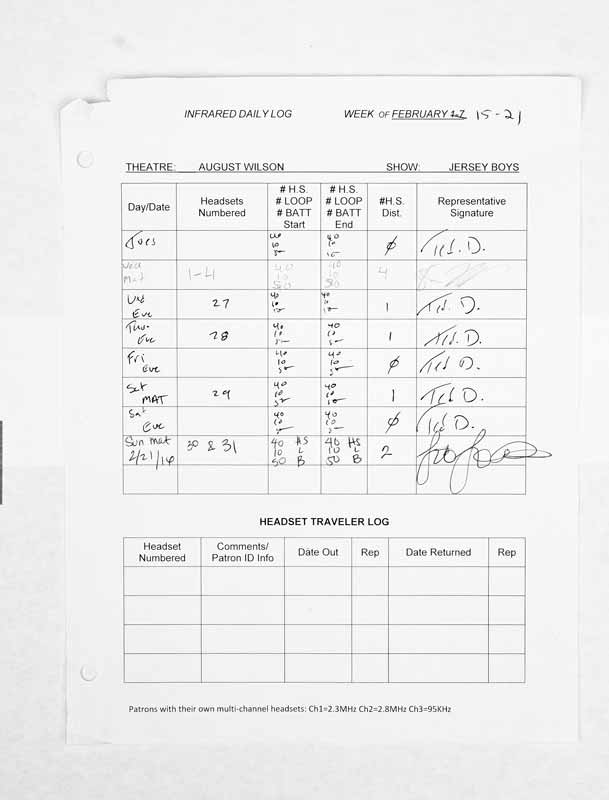 INFRARED DAILY LOG WEEK OF FEBRUARY 15-21
THEATRE: AUGUST WILSON SHOW: JERSEY BOYS
Day/Date Headsets Numbered # H.S. # LOOP # BATT Start # H.S. # LOOP # BATT End #H.S. Dist. Representative Signature
Tues 40 10 50 40 10 50 Ø Ted. D.
Wed Mat 1-4 40 10 50 40 10 50 4
Wed Eve 27 40 10 50 40 10 50 1 Ted. D.
Thu. Eve 28 40 10 50 40 10 50 1 Ted. D.
Fri Eve 40 10 50 40 10 50 Ø Ted D.
Sat MAT 29 40 10 50 40 10 50 1 Ted D.
Sat Eve 40 10 50 40 10 50 Ø Ted D.
Sun mat 2/21/16 30 & 31 40 HS 10 L 50 B 40 HS 10 L 50 B 2
HEADSET TRAVELER LOG
Headset Numbered Comments/ Patron ID Info Date Out Rep Date Returned Rep
Patrons with their own multi-channel headsets: Ch1=2.3MHz Ch2=2.8MHz Ch3=95KHz